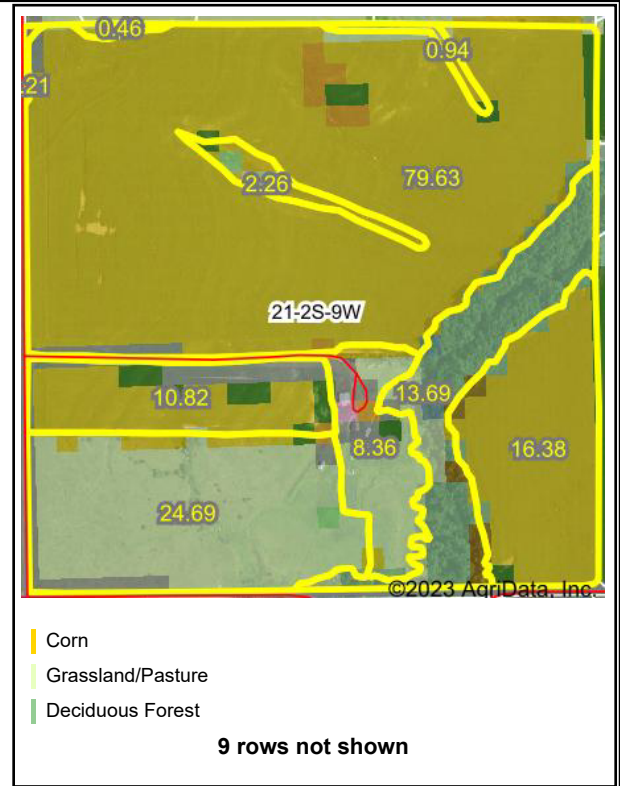 0.46
0.94
.21
2.26
79.63
21-2S-9W
10.82
13.69
8.36
16.38
24.69
©2023 AgriData, Inc.
Corn
Grassland/Pasture
Deciduous Forest
9 rows not shown